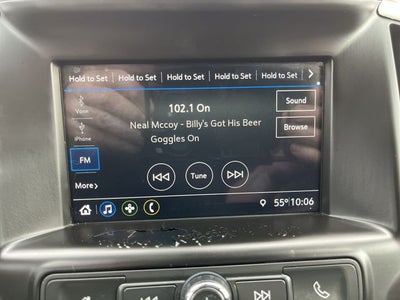 Hold to Set Hold to Set Hold to Set Hold to Set Hold to Set
102.1 On
Sound
Neal Mccoy - Billy's Got His Beer
Goggles On
Browse
iPhone
FM
Tune
More
55° 10:06